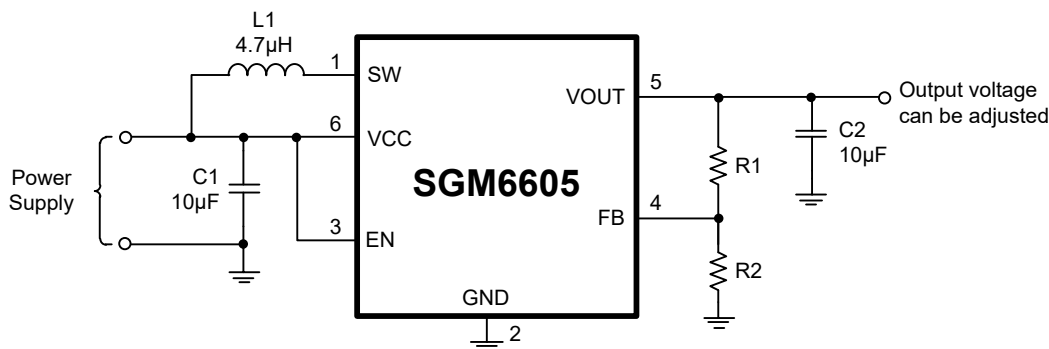 L1
4.7µH
1
SW
VOUT
5
Output voltage
can be adjusted
6
VCC
C2
10µF
Power
Supply
C1
10µF
SGM6605
R1
3
EN
FB
4
R2
GND
2